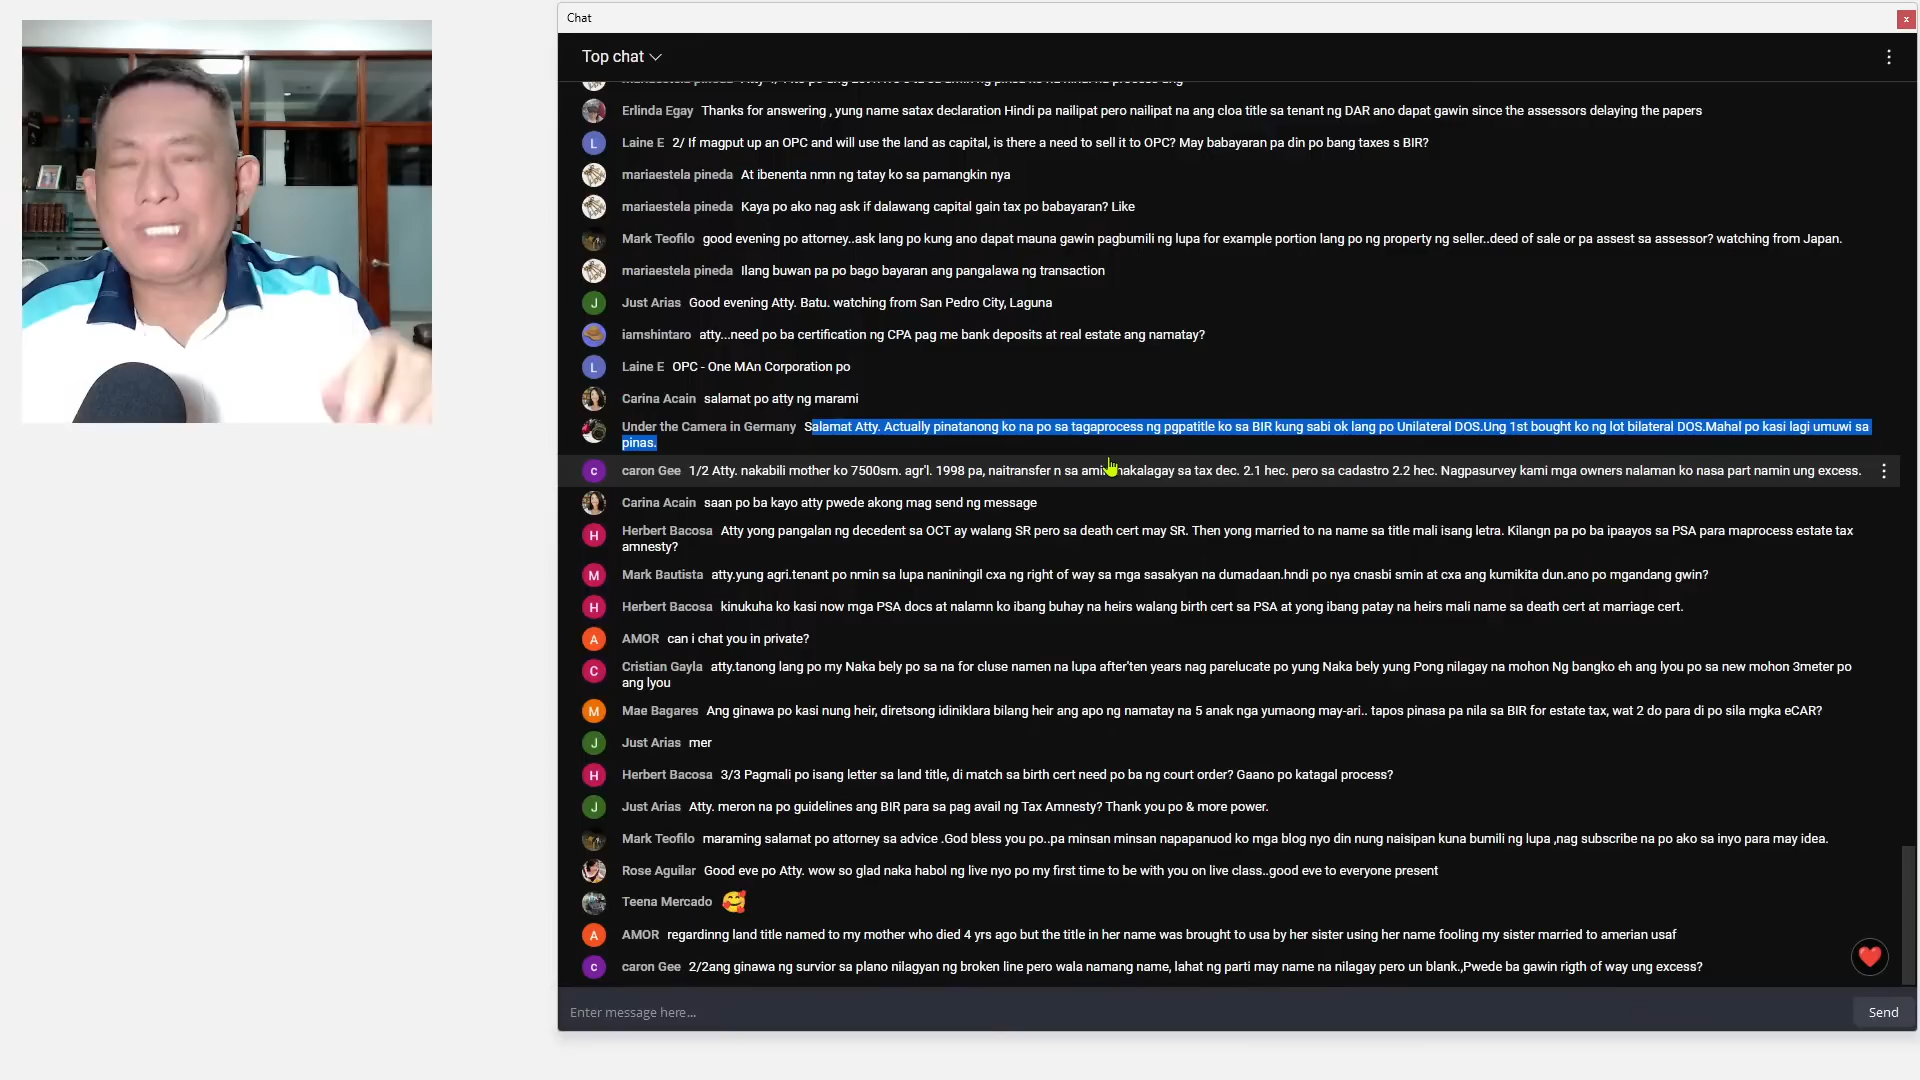 Chat
x
Top chat
Erlinda Egay Thanks for answering , yung name satax declaration Hindi pa nailipat pero nailipat na ang cloa title sa tenant ng DAR ano dapat gawin since the assessors delaying the papers
L Laine E 2/ If magput up an OPC and will use the land as capital, is there a need to sell it to OPC? May babayaran pa din po bang taxes s BIR?
mariaestela pineda At ibenenta nmn ng tatay ko sa pamangkin nya
mariaestela pineda Kaya po ako nag ask if dalawang capital gain tax po babayaran? Like
Mark Teofilo good evening po attorney..ask lang po kung ano dapat mauna gawin pagbumili ng lupa for example portion lang po ng property ng seller..deed of sale or pa assest sa assessor? watching from Japan.
mariaestela pineda Ilang buwan pa po bago bayaran ang pangalawa ng transaction
J Just Arias Good evening Atty. Batu. watching from San Pedro City, Laguna
iamshintaro atty...need po ba certification ng CPA pag me bank deposits at real estate ang namatay?
L Laine E OPC - One MAn Corporation po
Carina Acain salamat po atty ng marami
Under the Camera in Germany Salamat Atty. Actually pinatanong ko na po sa tagaprocess ng pgpatitle ko sa BIR kung sabi ok lang po Unilateral DOS.Ung 1st bought ko ng lot bilateral DOS.Mahal po kasi lagi umuwi sa
pinas.
c caron Gee 1/2 Atty. nakabili mother ko 7500sm. agr'l. 1998 pa, naitransfer n sa amin nakalagay sa tax dec. 2.1 hec. pero sa cadastro 2.2 hec. Nagpasurvey kami mga owners nalaman ko nasa part namin ung excess.
Carina Acain saan po ba kayo atty pwede akong mag send ng message
H Herbert Bacosa Atty yong pangalan ng decedent sa OCT ay walang SR pero sa death cert may SR. Then yong married to na name sa title mali isang letra. Kilangn pa po ba ipaayos sa PSA para maprocess estate tax
amnesty?
M Mark Bautista atty.yung agri.tenant po nmin sa lupa naniningil cxa ng right of way sa mga sasakyan na dumadaan.hndi po nya cnasbi smin at cxa ang kumikita dun.ano po mgandang gwin?
H Herbert Bacosa kinukuha ko kasi now mga PSA docs at nalamn ko ibang buhay na heirs walang birth cert sa PSA at yong ibang patay na heirs mali name sa death cert at marriage cert.
A AMOR can i chat you in private?
C Cristian Gayla atty.tanong lang po my Naka bely po sa na for cluse namen na lupa after'ten years nag parelucate po yung Naka bely yung Pong nilagay na mohon Ng bangko eh ang lyou po sa new mohon 3meter po
ang lyou
M Mae Bagares Ang ginawa po kasi nung heir, diretsong idiniklara bilang heir ang apo ng namatay na 5 anak nga yumaong may-ari.. tapos pinasa pa nila sa BIR for estate tax, wat 2 do para di po sila mgka eCAR?
J Just Arias mer
H Herbert Bacosa 3/3 Pagmali po isang letter sa land title, di match sa birth cert need po ba ng court order? Gaano po katagal process?
J Just Arias Atty. meron na po guidelines ang BIR para sa pag avail ng Tax Amnesty? Thank you po & more power.
Mark Teofilo maraming salamat po attorney sa advice .God bless you po..pa minsan minsan napapanuod ko mga blog nyo din nung naisipan kuna bumili ng lupa ,nag subscribe na po ako sa inyo para may idea.
Rose Aguilar Good eve po Atty. wow so glad naka habol ng live nyo po my first time to be with you on live class..good eve to everyone present
Teena Mercado 🥰
A AMOR regardinng land title named to my mother who died 4 yrs ago but the title in her name was brought to usa by her sister using her name fooling my sister married to amerian usaf
c caron Gee 2/2ang ginawa ng survior sa plano nilagyan ng broken line pero wala namang name, lahat ng parti may name na nilagay pero un blank.,Pwede ba gawin rigth of way ung excess?
Enter message here...
Send